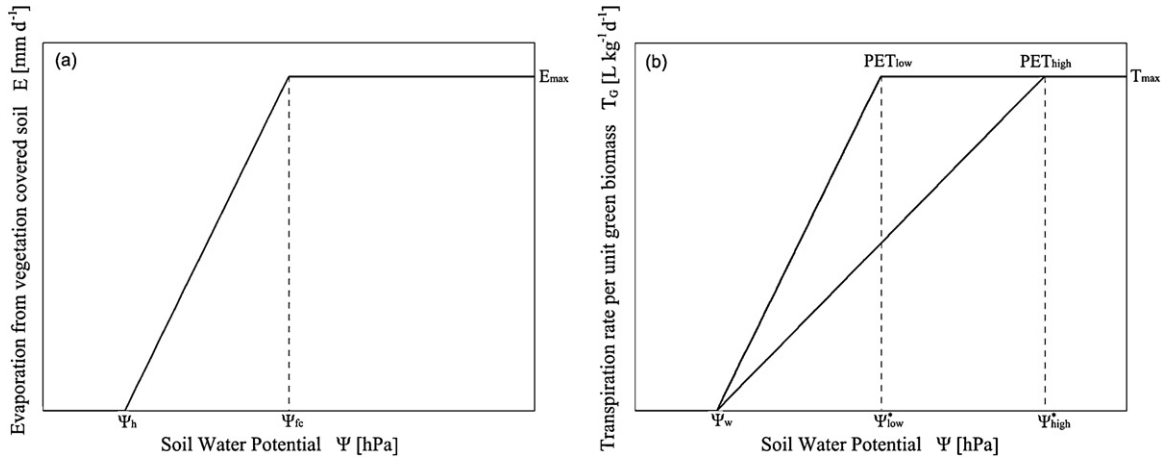 (a)
Evaporation from vegetation covered soil E [mm d⁻¹]
Emax
Ψh
Ψfc
Soil Water Potential Ψ [hPa]
(b)
Transpiration rate per unit green biomass TG [L kg⁻¹d⁻¹]
PETlow
PEThigh
Tmax
Ψw
Ψ*low
Ψ*high
Soil Water Potential Ψ [hPa]